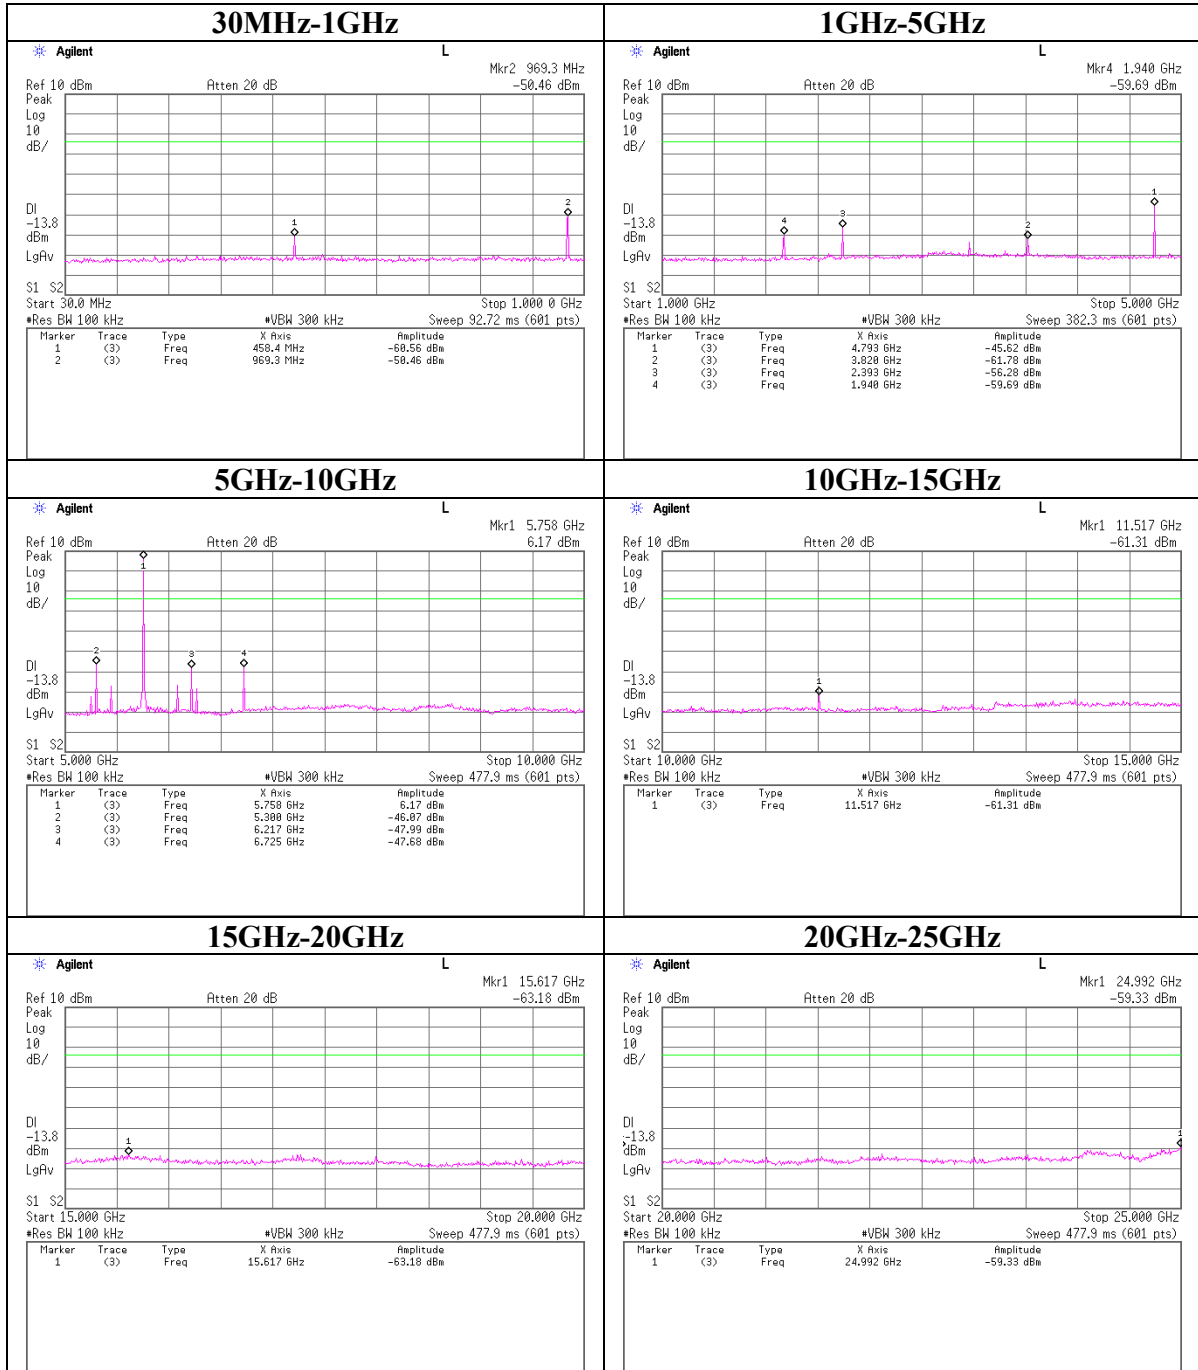 30MHz-1GHz
Agilent L
Mkr2 969.3 MHz
Ref 10 dBm Atten 20 dB -50.46 dBm
Peak
Log
10
dB/
1
2
DI
-13.8
dBm
LgAv
S1 S2
Start 30.0 MHz Stop 1.000 0 GHz
#Res BW 100 kHz #VBW 300 kHz Sweep 92.72 ms (601 pts)
Marker Trace Type X Axis Amplitude
1 (3) Freq 458.4 MHz -60.56 dBm
2 (3) Freq 969.3 MHz -50.46 dBm
1GHz-5GHz
Agilent L
Mkr4 1.940 GHz
Ref 10 dBm Atten 20 dB -59.69 dBm
Peak
Log
10
dB/
4
3
2
1
DI
-13.8
dBm
LgAv
S1 S2
Start 1.000 GHz Stop 5.000 GHz
#Res BW 100 kHz #VBW 300 kHz Sweep 382.3 ms (601 pts)
Marker Trace Type X Axis Amplitude
1 (3) Freq 4.793 GHz -45.62 dBm
2 (3) Freq 3.820 GHz -61.78 dBm
3 (3) Freq 2.393 GHz -56.28 dBm
4 (3) Freq 1.940 GHz -59.69 dBm
5GHz-10GHz
Agilent L
Mkr1 5.758 GHz
Ref 10 dBm Atten 20 dB 6.17 dBm
Peak
Log
10
dB/
2
1
3
4
DI
-13.8
dBm
LgAv
S1 S2
Start 5.000 GHz Stop 10.000 GHz
#Res BW 100 kHz #VBW 300 kHz Sweep 477.9 ms (601 pts)
Marker Trace Type X Axis Amplitude
1 (3) Freq 5.758 GHz 6.17 dBm
2 (3) Freq 5.300 GHz -46.07 dBm
3 (3) Freq 6.217 GHz -47.99 dBm
4 (3) Freq 6.725 GHz -47.68 dBm
10GHz-15GHz
Agilent L
Mkr1 11.517 GHz
Ref 10 dBm Atten 20 dB -61.31 dBm
Peak
Log
10
dB/
1
DI
-13.8
dBm
LgAv
S1 S2
Start 10.000 GHz Stop 15.000 GHz
#Res BW 100 kHz #VBW 300 kHz Sweep 477.9 ms (601 pts)
Marker Trace Type X Axis Amplitude
1 (3) Freq 11.517 GHz -61.31 dBm
15GHz-20GHz
Agilent L
Mkr1 15.617 GHz
Ref 10 dBm Atten 20 dB -63.18 dBm
Peak
Log
10
dB/
1
DI
-13.8
dBm
LgAv
S1 S2
Start 15.000 GHz Stop 20.000 GHz
#Res BW 100 kHz #VBW 300 kHz Sweep 477.9 ms (601 pts)
Marker Trace Type X Axis Amplitude
1 (3) Freq 15.617 GHz -63.18 dBm
20GHz-25GHz
Agilent L
Mkr1 24.992 GHz
Ref 10 dBm Atten 20 dB -59.33 dBm
Peak
Log
10
dB/
1
DI
-13.8
dBm
LgAv
S1 S2
Start 20.000 GHz Stop 25.000 GHz
#Res BW 100 kHz #VBW 300 kHz Sweep 477.9 ms (601 pts)
Marker Trace Type X Axis Amplitude
1 (3) Freq 24.992 GHz -59.33 dBm